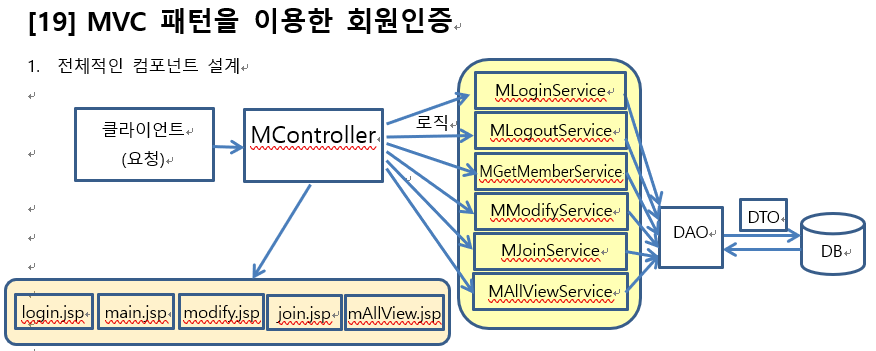 [19] MVC 패턴을 이용한 회원인증
1. 전체적인 컴포넌트 설계
클라이언트
(요청)
MController
로직
MLoginService
MLogoutService
MGetMemberService
MModifyService
MJoinService
MAllViewService
DAO
DTO
DB
login.jsp
main.jsp
modify.jsp
join.jsp
mAllView.jsp